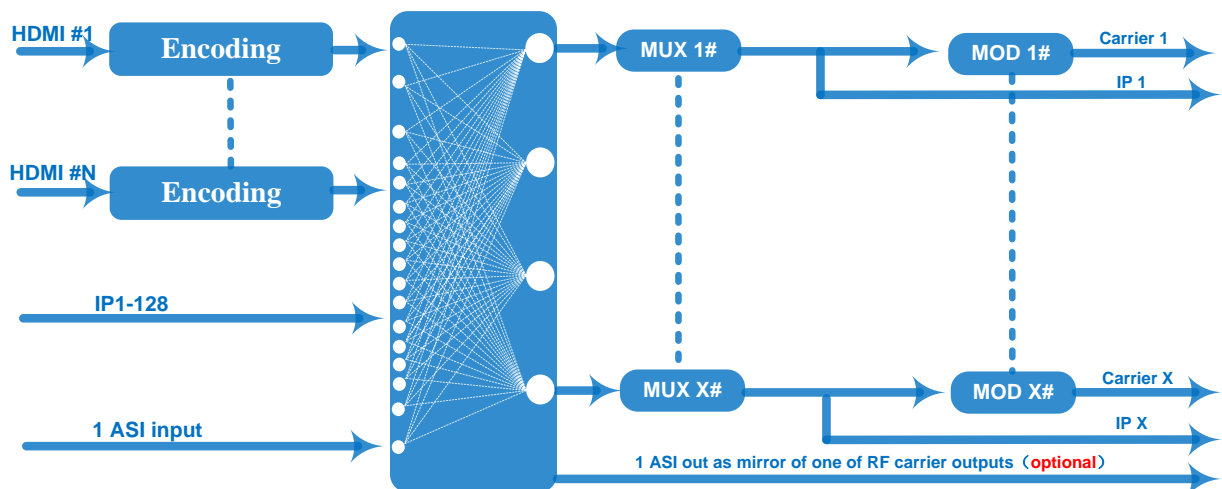 HDMI #1
Encoding
MUX 1#
MOD 1#
Carrier 1
IP 1
HDMI #N
Encoding
IP1-128
MUX X#
MOD X#
Carrier X
IP X
1 ASI input
1 ASI out as mirror of one of RF carrier outputs（optional）